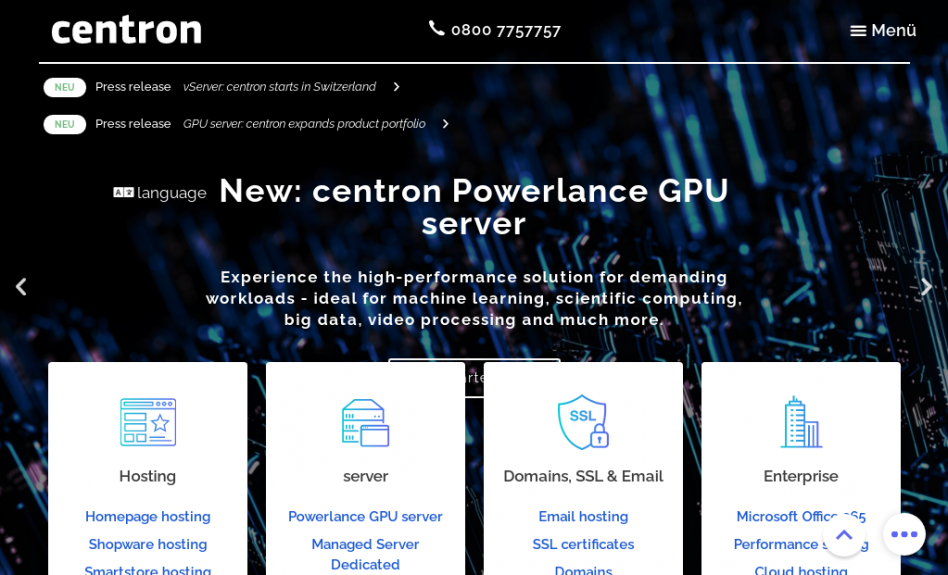 centron
0800 7757757
Menü
NEU Press release vServer: centron starts in Switzerland
NEU Press release GPU server: centron expands product portfolio
language
New: centron Powerlance GPU
server
Experience the high-performance solution for demanding
workloads - ideal for machine learning, scientific computing,
big data, video processing and much more.
Hosting
Homepage hosting
Shopware hosting
Smartstore hosting
server
Powerlance GPU server
Managed Server
Dedicated
SSL
Domains, SSL & Email
Email hosting
SSL certificates
Domains
Enterprise
Microsoft Office 365
Performance
Cloud hosting